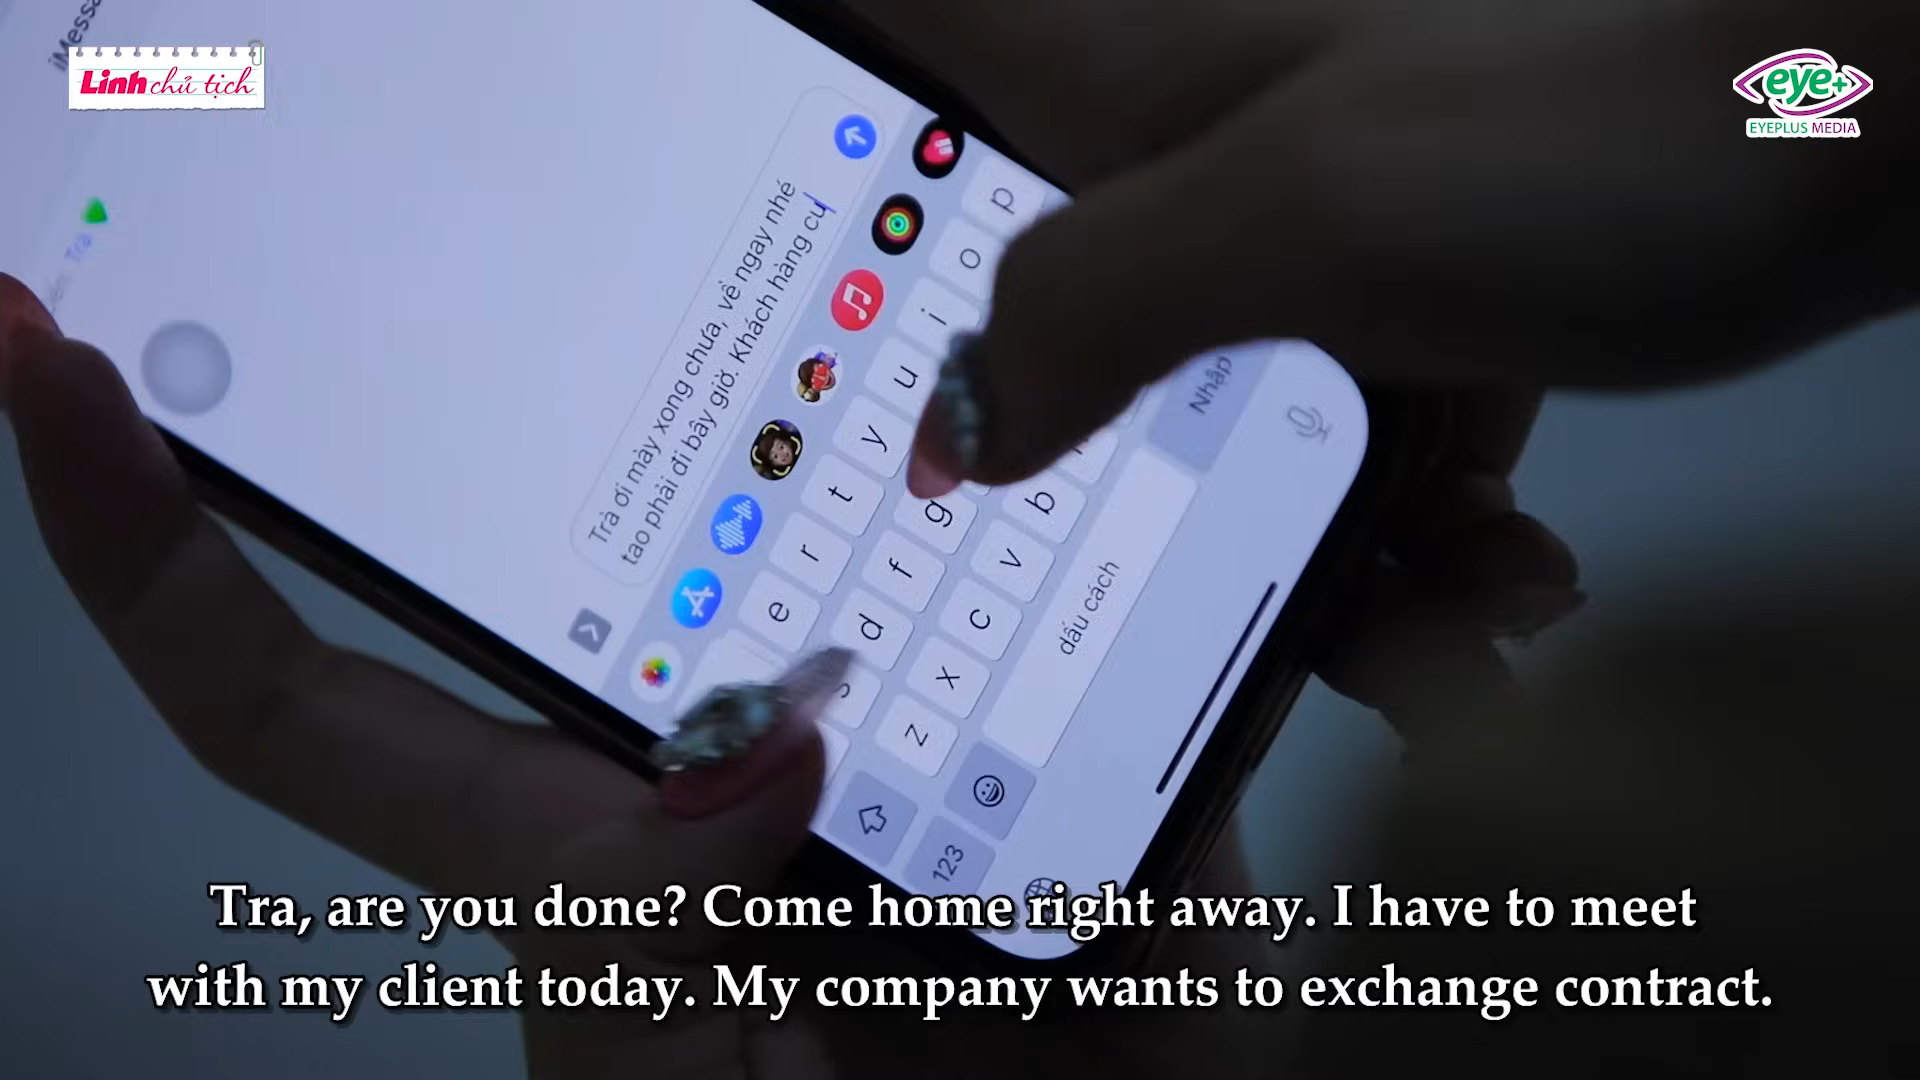 Linh chủ tịch
eye+
EYEPLUS MEDIA
Trà ơi mày xong chưa, về ngay nhé
tao phải đi bây giờ. Khách hàng cu
p
o
i
u
y
t
r
e
g
f
d
s
b
v
c
x
z
Nhập
dấu cách
123
Tra, are you done? Come home right away. I have to meet
with my client today. My company wants to exchange contract.